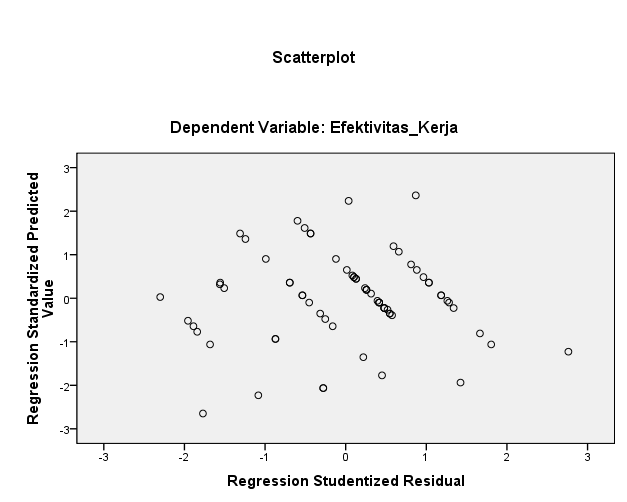 Scatterplot
Dependent Variable: Efektivitas_Kerja
Regression Standardized Predicted
Value
3
2
1
0
-1
-2
-3
-3
-2
-1
0
1
2
3
Regression Studentized Residual